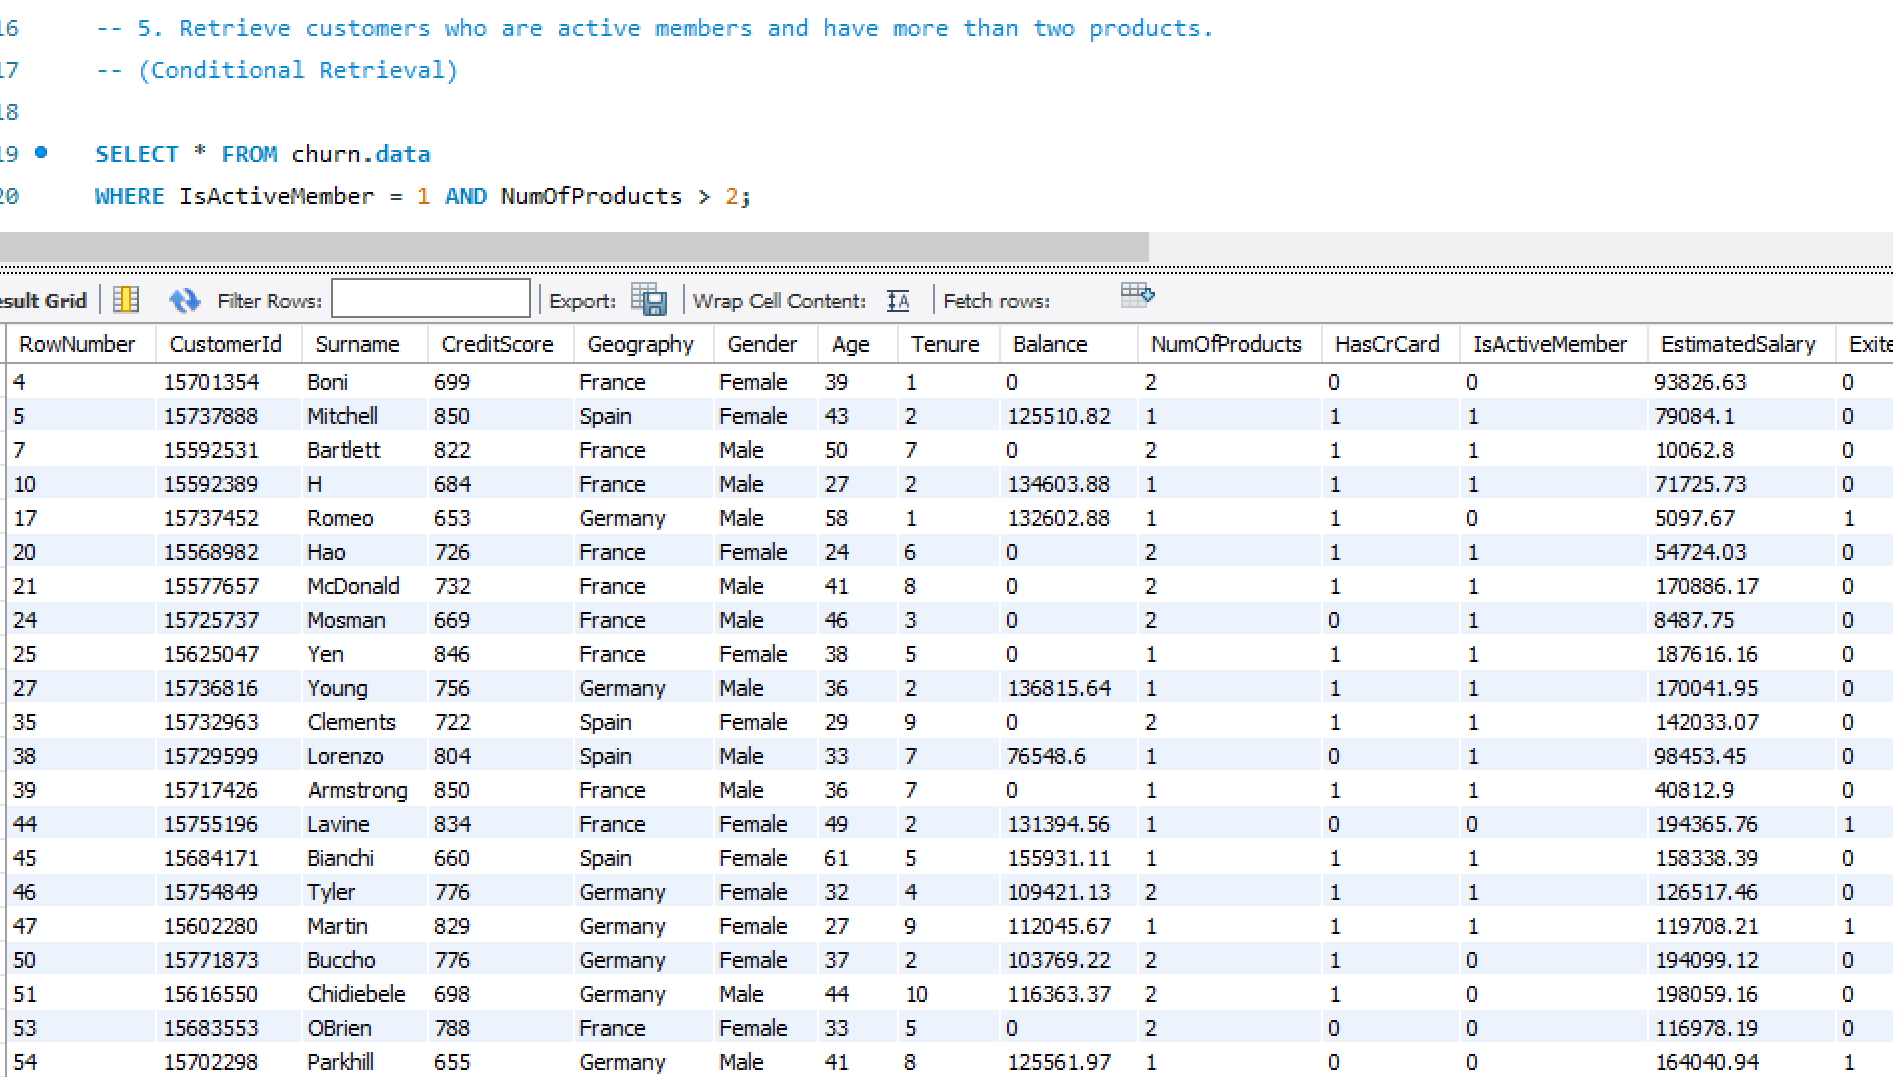 16 -- 5. Retrieve customers who are active members and have more than two products.
17 -- (Conditional Retrieval)
18
19 SELECT * FROM churn.data
20 WHERE IsActiveMember = 1 AND NumOfProducts > 2;
esult Grid Filter Rows: Export: Wrap Cell Content: Fetch rows:
RowNumber CustomerId Surname CreditScore Geography Gender Age Tenure Balance NumOfProducts HasCrCard IsActiveMember EstimatedSalary Exite
4 15701354 Boni 699 France Female 39 1 0 2 0 0 93826.63 0
5 15737888 Mitchell 850 Spain Female 43 2 125510.82 1 1 1 79084.1 0
7 15592531 Bartlett 822 France Male 50 7 0 2 1 1 10062.8 0
10 15592389 H 684 France Male 27 2 134603.88 1 1 1 71725.73 0
17 15737452 Romeo 653 Germany Male 58 1 132602.88 1 1 0 5097.67 1
20 15568982 Hao 726 France Female 24 6 0 2 1 1 54724.03 0
21 15577657 McDonald 732 France Male 41 8 0 2 1 1 170886.17 0
24 15725737 Mosman 669 France Male 46 3 0 2 0 1 8487.75 0
25 15625047 Yen 846 France Female 38 5 0 1 1 1 187616.16 0
27 15736816 Young 756 Germany Male 36 2 136815.64 1 1 1 170041.95 0
35 15732963 Clements 722 Spain Female 29 9 0 2 1 1 142033.07 0
38 15729599 Lorenzo 804 Spain Male 33 7 76548.6 1 0 1 98453.45 0
39 15717426 Armstrong 850 France Male 36 7 0 1 1 1 40812.9 0
44 15755196 Lavine 834 France Female 49 2 131394.56 1 0 0 194365.76 1
45 15684171 Bianchi 660 Spain Female 61 5 155931.11 1 1 1 158338.39 0
46 15754849 Tyler 776 Germany Female 32 4 109421.13 2 1 1 126517.46 0
47 15602280 Martin 829 Germany Female 27 9 112045.67 1 1 1 119708.21 1
50 15771873 Buccho 776 Germany Female 37 2 103769.22 2 1 0 194099.12 0
51 15616550 Chidiebele 698 Germany Male 44 10 116363.37 2 1 0 198059.16 0
53 15683553 OBrien 788 France Female 33 5 0 2 0 0 116978.19 0
54 15702298 Parkhill 655 Germany Male 41 8 125561.97 1 0 0 164040.94 1